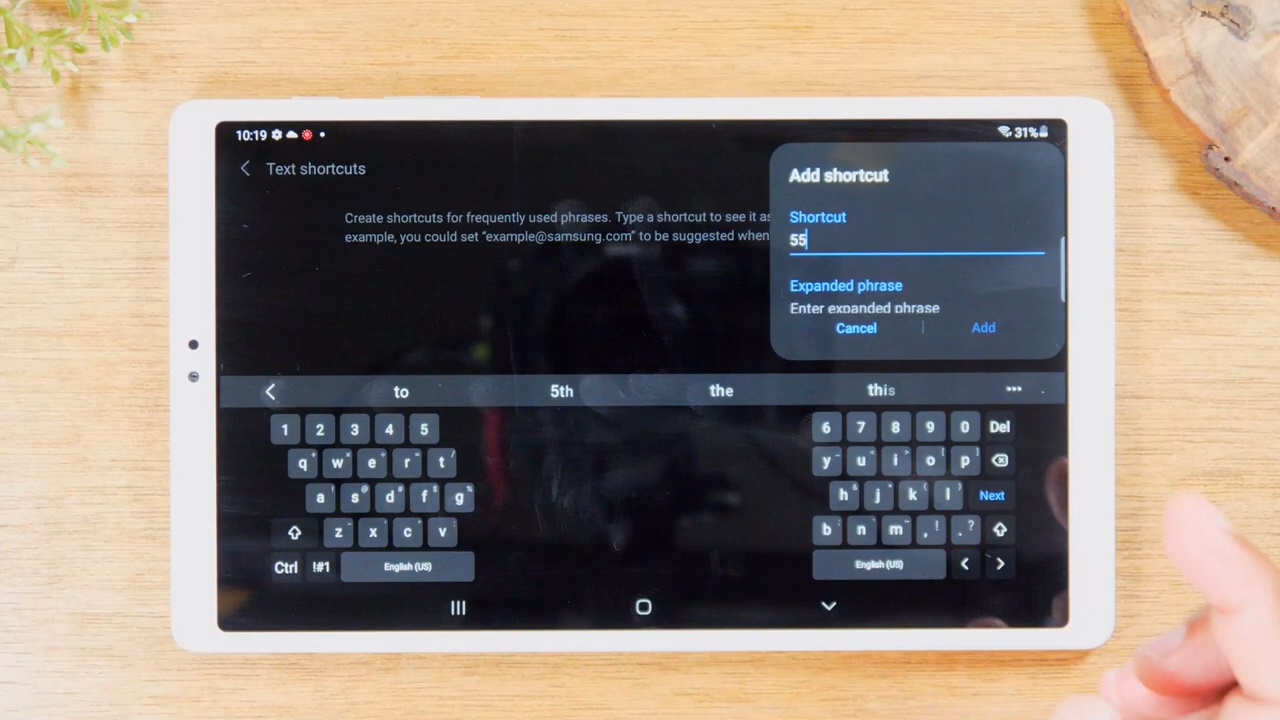 10:19
31%
Text shortcuts
Create shortcuts for frequently used phrases. Type a shortcut to see it as
example, you could set “example@samsung.com” to be suggested when
Add shortcut
Shortcut
55
Expanded phrase
Enter expanded phrase
Cancel | Add
to 5th the this •••
1 2 3 4 5 6 7 8 9 0 Del
q w e r t y u i o p
a s d f g h j k l Next
z x c v b n m , ! . ?
Ctrl !#1 English (US) English (US) < >